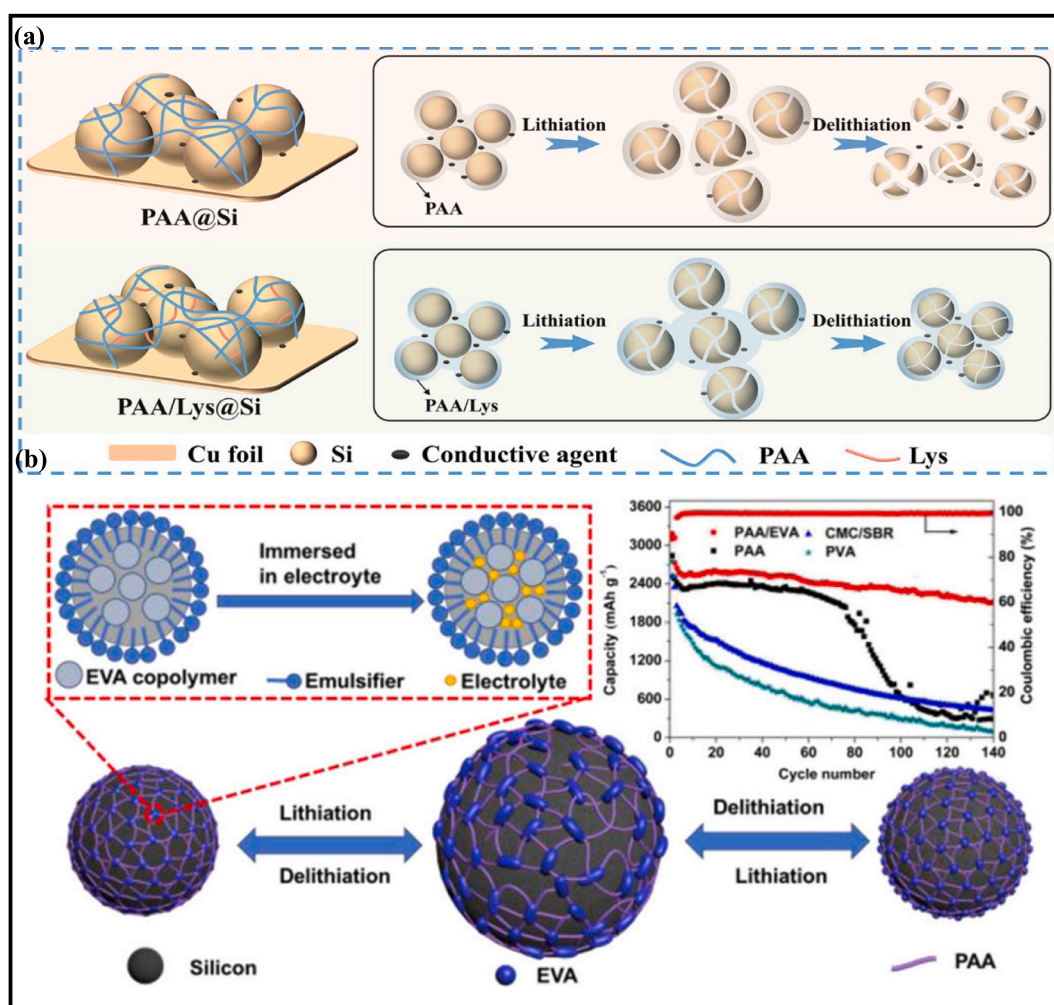 (a)
Lithiation
Delithiation
PAA
PAA@Si
Lithiation
Delithiation
PAA/Lys
PAA/Lys@Si
Cu foil
Si
Conductive agent
PAA
Lys
(b)
Immersed
in electroyte
EVA copolymer
Emulsifier
Electrolyte
3600
3000
2400
1800
1200
600
0
Capacity (mAh g⁻¹)
PAA/EVA
CMC/SBR
PAA
PVA
100
80
60
40
20
0
Coulombic efficiency (%)
0 20 40 60 80 100 120 140
Cycle number
Lithiation
Delithiation
Delithiation
Lithiation
Silicon
EVA
PAA